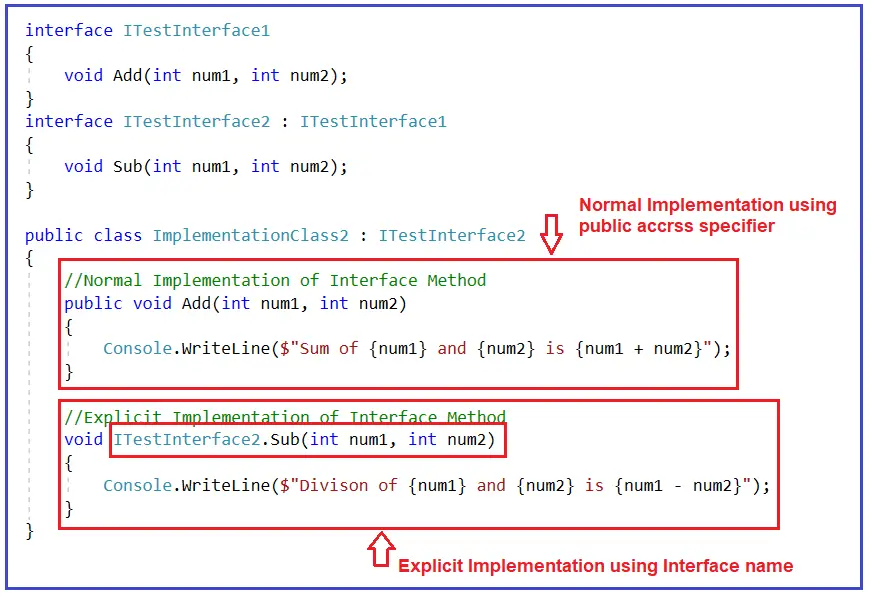 interface ITestInterface1
{
void Add(int num1, int num2);
}
interface ITestInterface2 : ITestInterface1
{
void Sub(int num1, int num2);
}
Normal Implementation using
public accrss specifier
public class ImplementationClass2 : ITestInterface2
{
//Normal Implementation of Interface Method
public void Add(int num1, int num2)
{
Console.WriteLine($"Sum of {num1} and {num2} is {num1 + num2}");
}
//Explicit Implementation of Interface Method
void ITestInterface2.Sub(int num1, int num2)
{
Console.WriteLine($"Divison of {num1} and {num2} is {num1 - num2}");
}
}
Explicit Implementation using Interface name